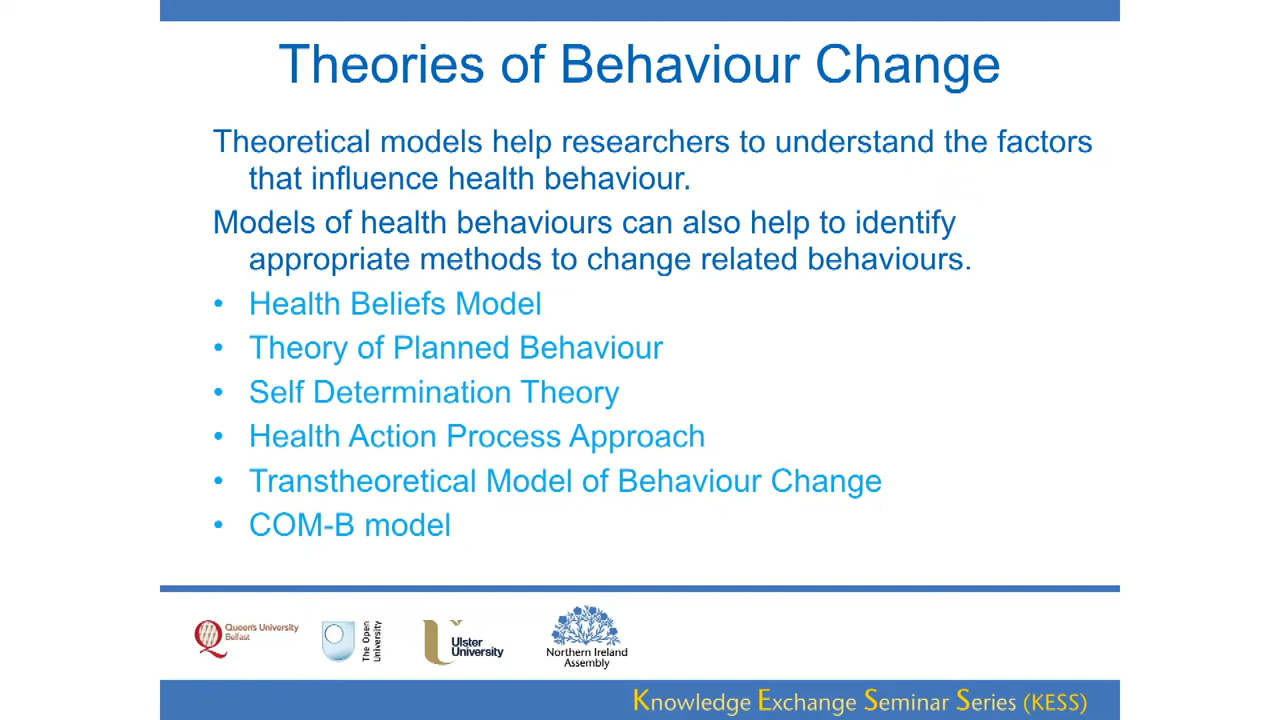 Theories of Behaviour Change
Theoretical models help researchers to understand the factors
that influence health behaviour.
Models of health behaviours can also help to identify
appropriate methods to change related behaviours.
• Health Beliefs Model
• Theory of Planned Behaviour
• Self Determination Theory
• Health Action Process Approach
• Transtheoretical Model of Behaviour Change
• COM-B model
Queen's University
Belfast
The Open
University
Ulster
University
Northern Ireland
Assembly
Knowledge Exchange Seminar Series (KESS)